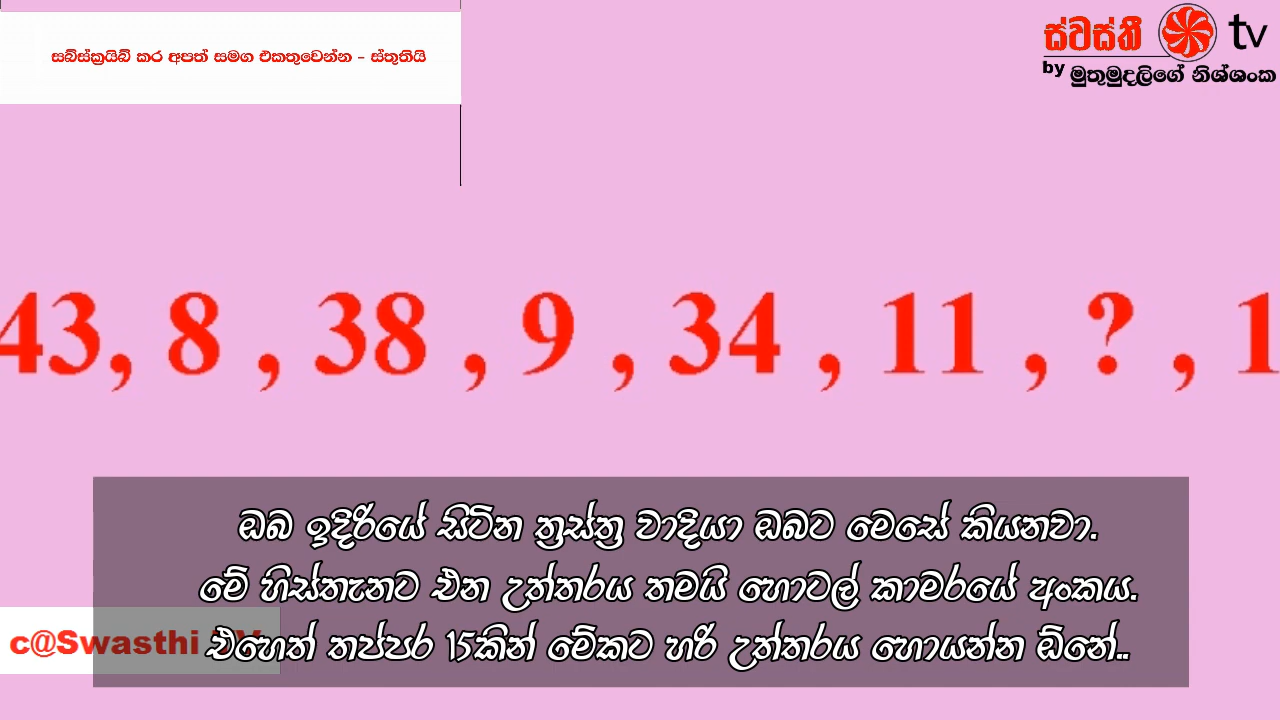 සබ්ස්ක්‍රයිබ් කර අපත් සමග එකතුවෙන්න - ස්තූතියි
ස්වස්තී tv
by මුතුමුදලිගේ නිශ්ශංක
43, 8 , 38 , 9 , 34 , 11 , ? , 1
ඔබ ඉදිරියේ සිටින ත්‍රස්ත්‍ර වාදියා ඔබට මෙසේ කියනවා.
මේ හිස්තැනට එන උත්තරය තමයි හොටල් කාමරයේ අංකය.
එහෙත් තප්පර 15කින් මේකට හරි උත්තරය හොයන්න ඕනේ..
c@Swasthi TV